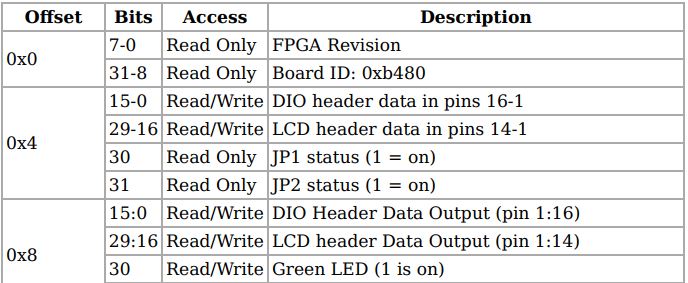 Offset Bits Access Description
0x0 7-0 Read Only FPGA Revision
31-8 Read Only Board ID: 0xb480
0x4 15-0 Read/Write DIO header data in pins 16-1
29-16 Read/Write LCD header data in pins 14-1
30 Read Only JP1 status (1 = on)
31 Read Only JP2 status (1 = on)
0x8 15:0 Read/Write DIO Header Data Output (pin 1:16)
29:16 Read/Write LCD header Data Output (pin 1:14)
30 Read/Write Green LED (1 is on)